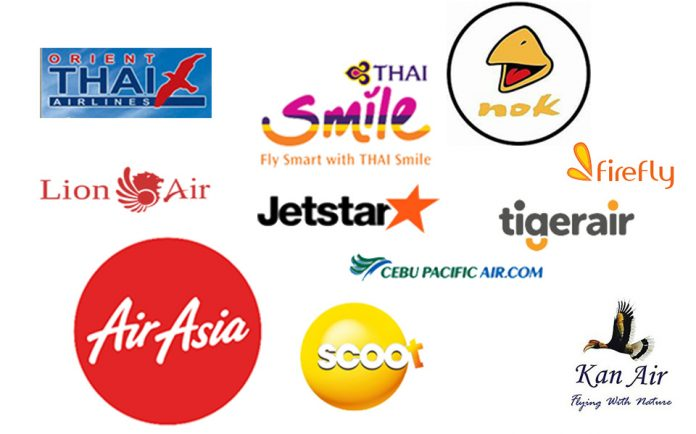 ORIENT
THAI
AIRLINES
THAI
Smile
Fly Smart with THAI Smile
nok
firefly
Lion Air
Jetstar
tigerair
CEBU PACIFIC AIR.COM
AirAsia
scoot
Kan Air
Flying With Nature